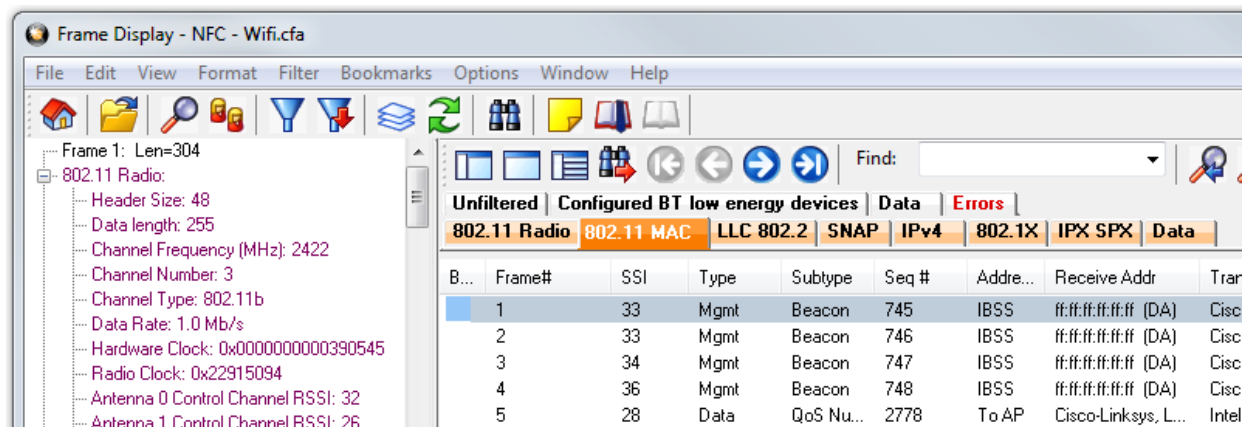 Frame Display - NFC - Wifi.cfa
File Edit View Format Filter Bookmarks Options Window Help
Frame 1: Len=304
802.11 Radio:
Header Size: 48
Data length: 255
Channel Frequency (MHz): 2422
Channel Number: 3
Channel Type: 802.11b
Data Rate: 1.0 Mb/s
Hardware Clock: 0x0000000000390545
Radio Clock: 0x22915094
Antenna 0 Control Channel RSSI: 32
Antenna 1 Control Channel RSSI: 26
Find:
Unfiltered Configured BT low energy devices Data Errors
802.11 Radio 802.11 MAC LLC 802.2 SNAP IPv4 802.1X IPX SPX Data
B... Frame# SSI Type Subtype Seq # Addre... Receive Addr Tran
1 33 Mgmt Beacon 745 IBSS ff:ff:ff:ff:ff:ff (DA) Cisc
2 33 Mgmt Beacon 746 IBSS ff:ff:ff:ff:ff:ff (DA) Cisc
3 34 Mgmt Beacon 747 IBSS ff:ff:ff:ff:ff:ff (DA) Cisc
4 36 Mgmt Beacon 748 IBSS ff:ff:ff:ff:ff:ff (DA) Cisc
5 28 Data QoS Nu... 2778 To AP Cisco-Linksys, L... Intel